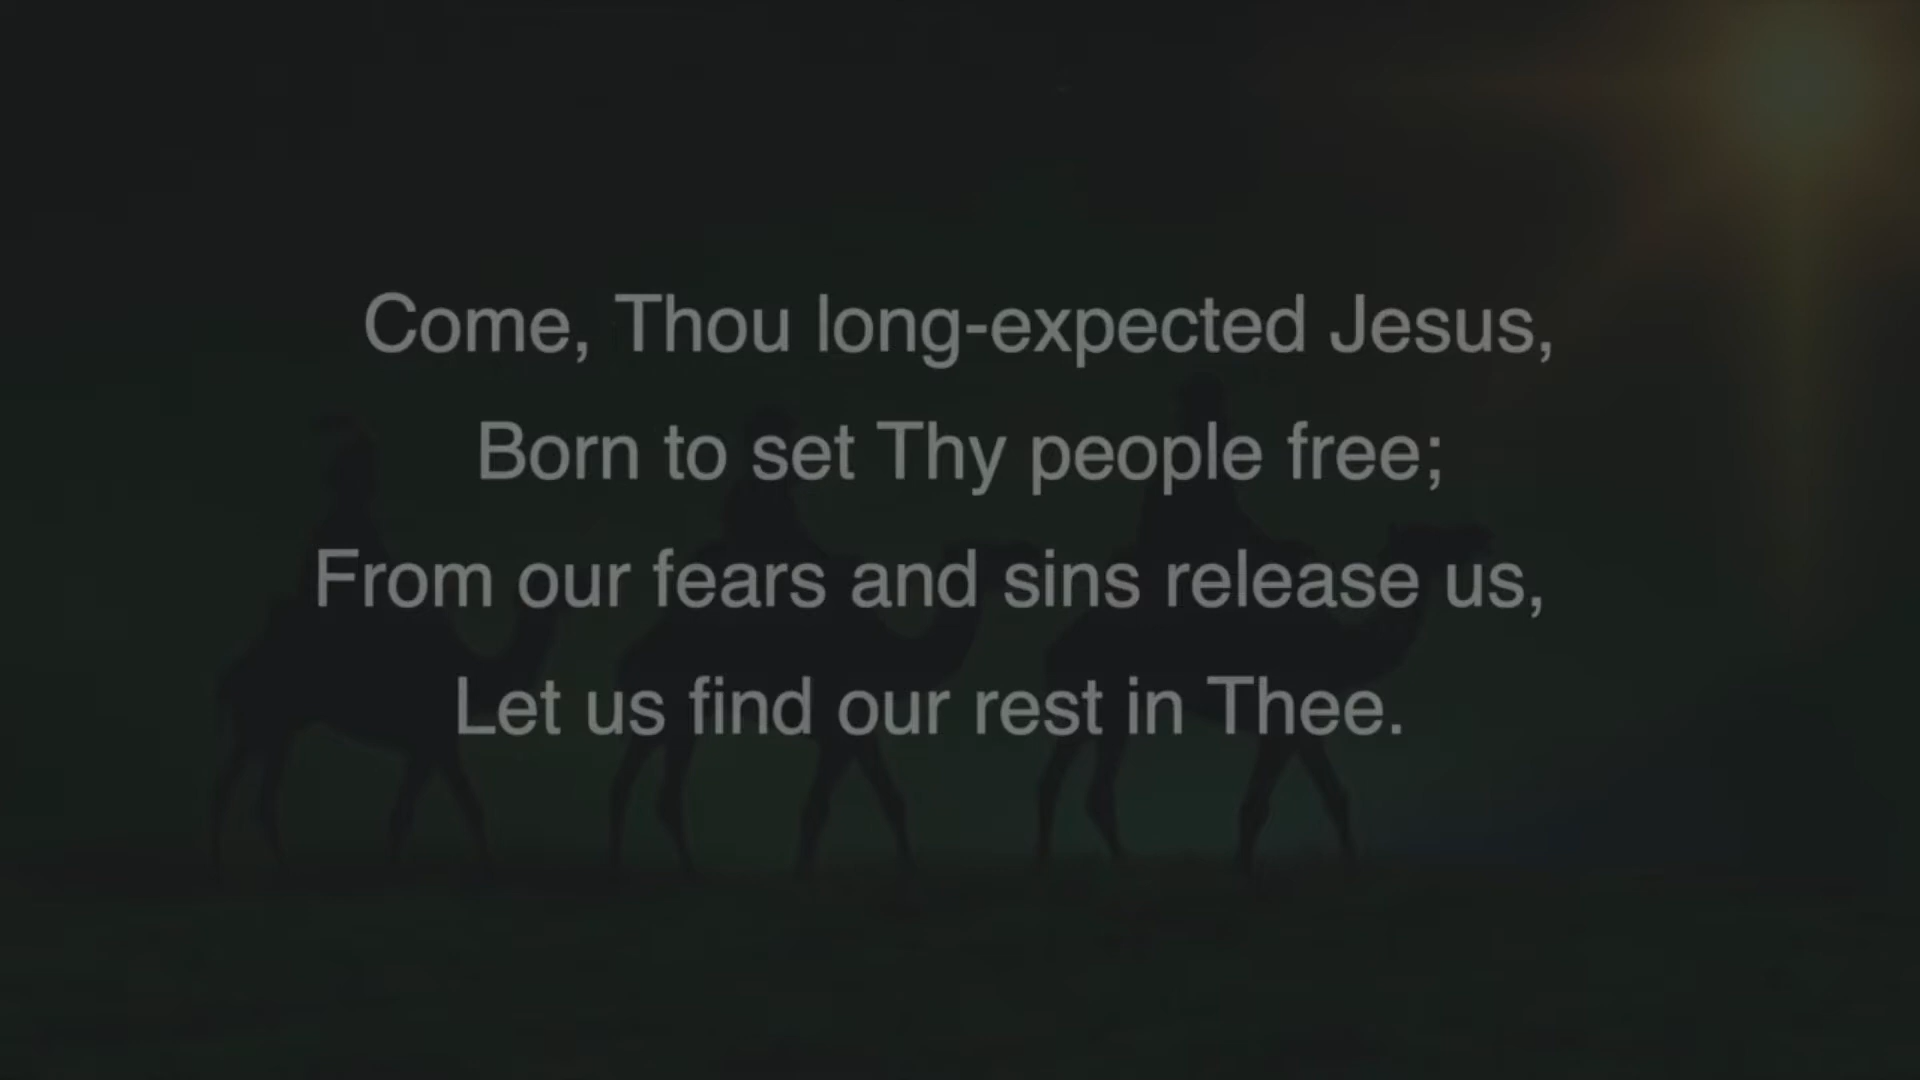 Come, Thou long-expected Jesus,
Born to set Thy people free;
From our fears and sins release us,
Let us find our rest in Thee.